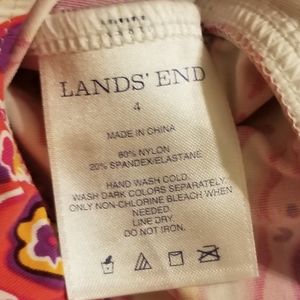 LANDS' END
4
MADE IN CHINA
80% NYLON
20% SPANDEX/ELASTANE
HAND WASH COLD.
WASH DARK COLORS SEPARATELY.
ONLY NON-CHLORINE BLEACH WHEN
NEEDED.
LINE DRY.
DO NOT IRON.